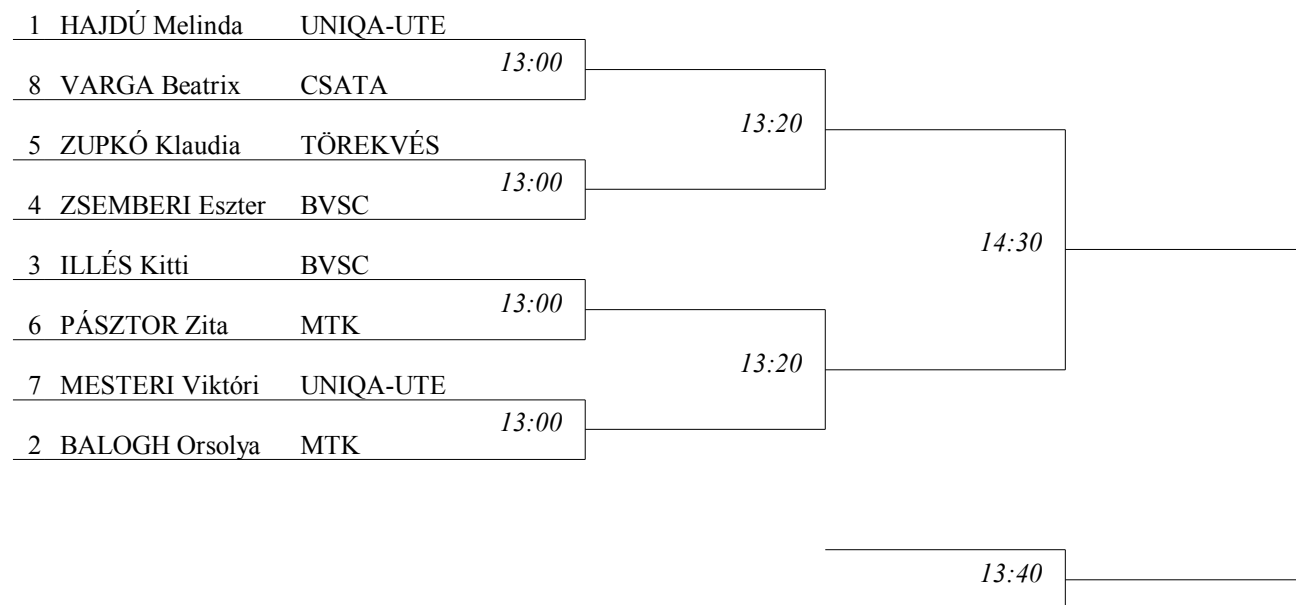 1 HAJDÚ Melinda UNIQA-UTE
13:00
8 VARGA Beatrix CSATA
13:20
5 ZUPKÓ Klaudia TÖREKVÉS
13:00
4 ZSEMBERI Eszter BVSC
14:30
3 ILLÉS Kitti BVSC
13:00
6 PÁSZTOR Zita MTK
13:20
7 MESTERI Viktóri UNIQA-UTE
13:00
2 BALOGH Orsolya MTK
13:40